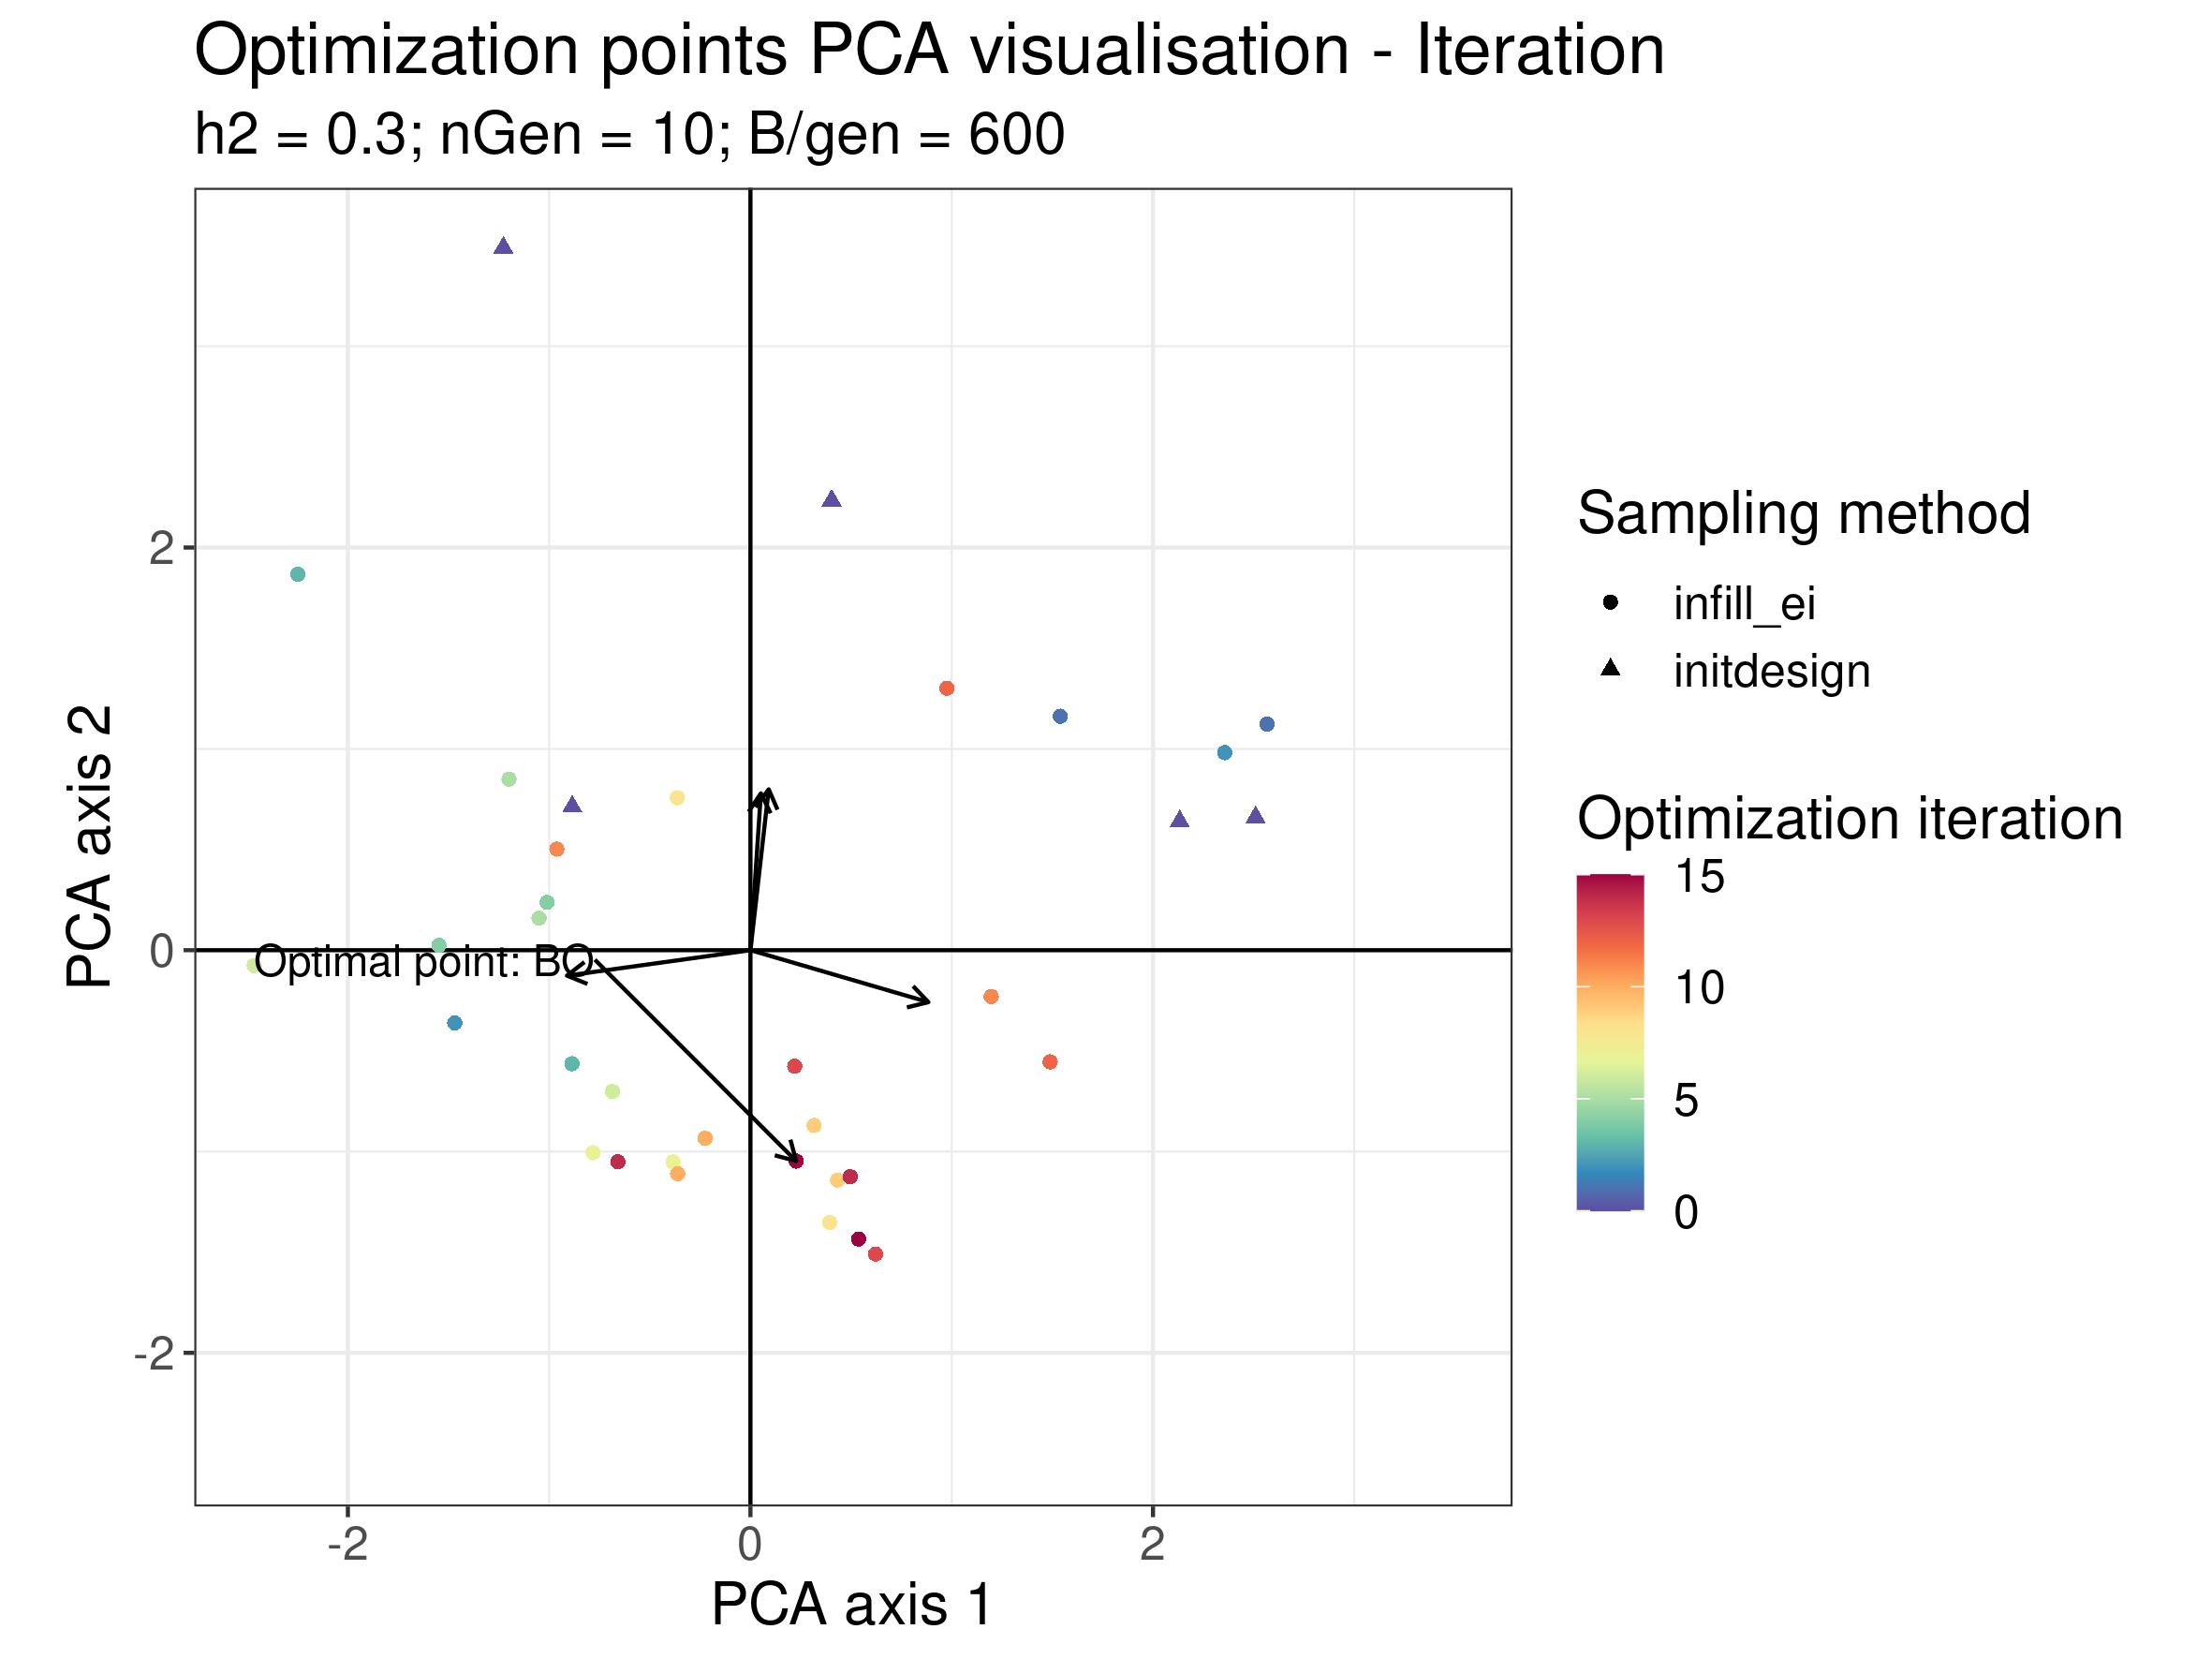 Optimization points PCA visualisation - Iteration
h2 = 0.3; nGen = 10; B/gen = 600
PCA axis 2
2
0
-2
Optimal point: BO
-2
0
2
PCA axis 1
Sampling method
infill_ei
initdesign
Optimization iteration
15
10
5
0